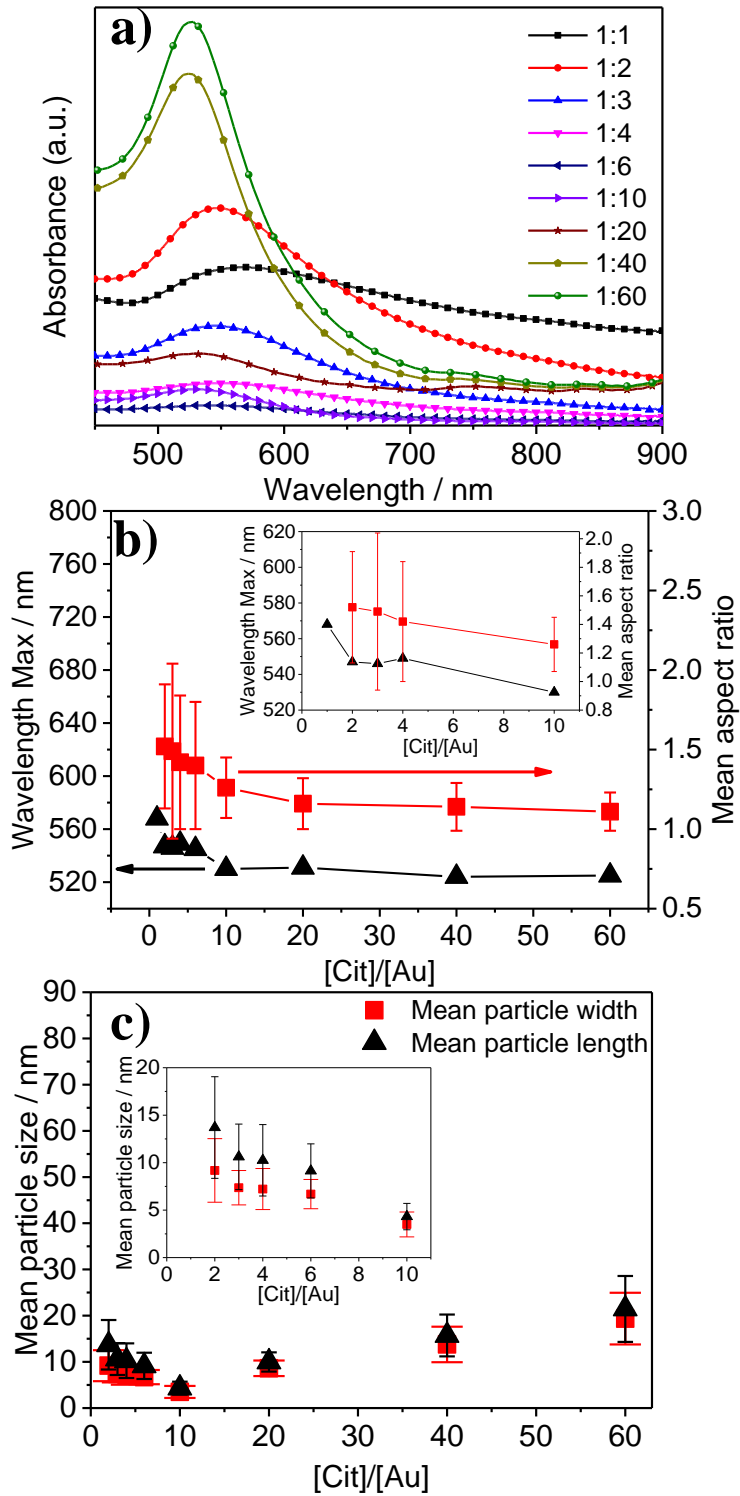 a)
1:1
1:2
1:3
1:4
1:6
1:10
1:20
1:40
1:60
Absorbance (a.u.)
500 600 700 800 900
Wavelength / nm
b)
800
760
720
680
640
600
560
520
Wavelength Max / nm
3.0
2.5
2.0
1.5
1.0
0.5
Mean aspect ratio
0 10 20 30 40 50 60
[Cit]/[Au]
620
600
580
560
540
520
Wavelength Max / nm
2.0
1.8
1.6
1.4
1.2
1.0
0.8
Mean aspect ratio
0 2 4 6 8 10
[Cit]/[Au]
c)
Mean particle width
Mean particle length
90
80
70
60
50
40
30
20
10
0
Mean particle size / nm
0 10 20 30 40 50 60
[Cit]/[Au]
20
15
10
5
0
Mean particle size / nm
0 2 4 6 8 10
[Cit]/[Au]